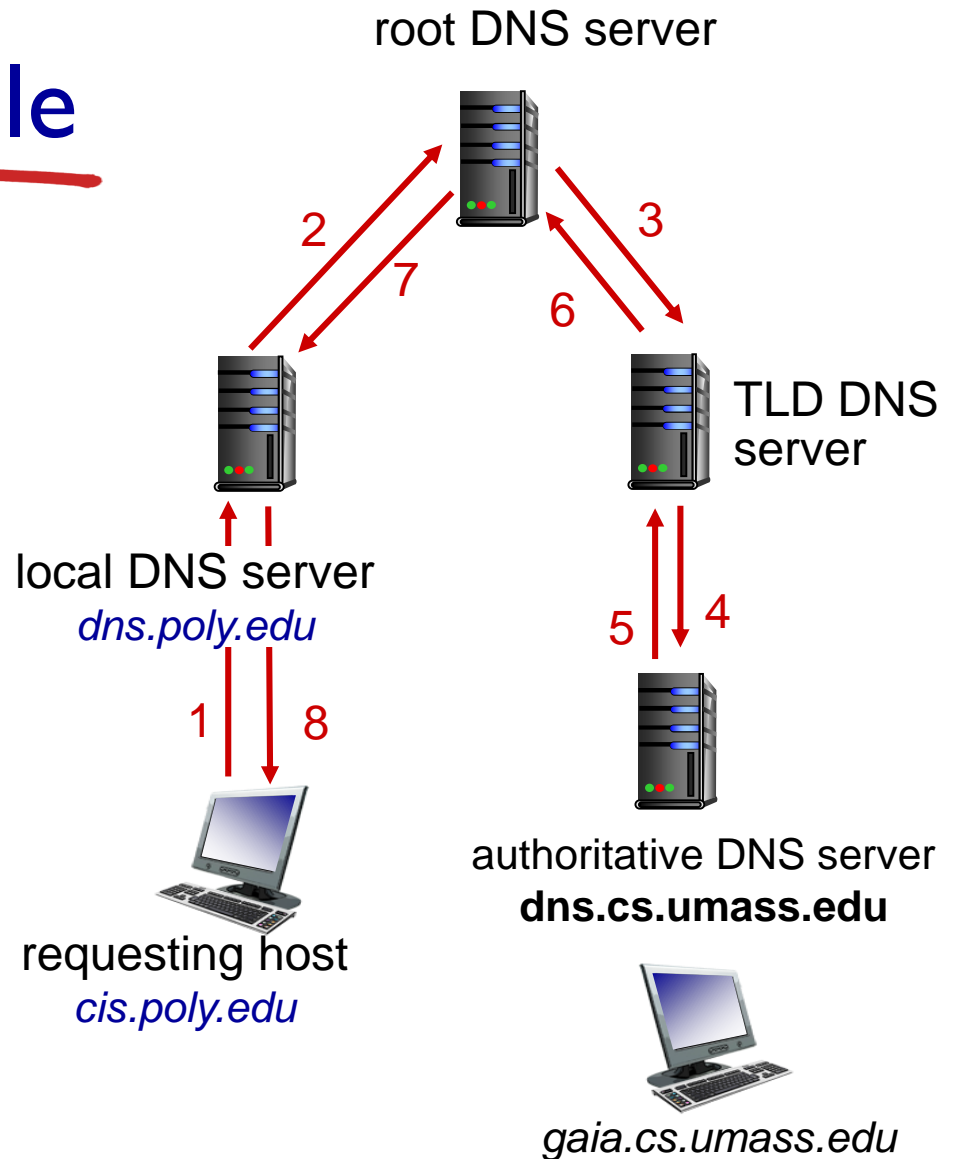 root DNS server
le
2
3
7
6
TLD DNS
server
local DNS server
dns.poly.edu
5
4
1
8
authoritative DNS server
dns.cs.umass.edu
requesting host
cis.poly.edu
gaia.cs.umass.edu